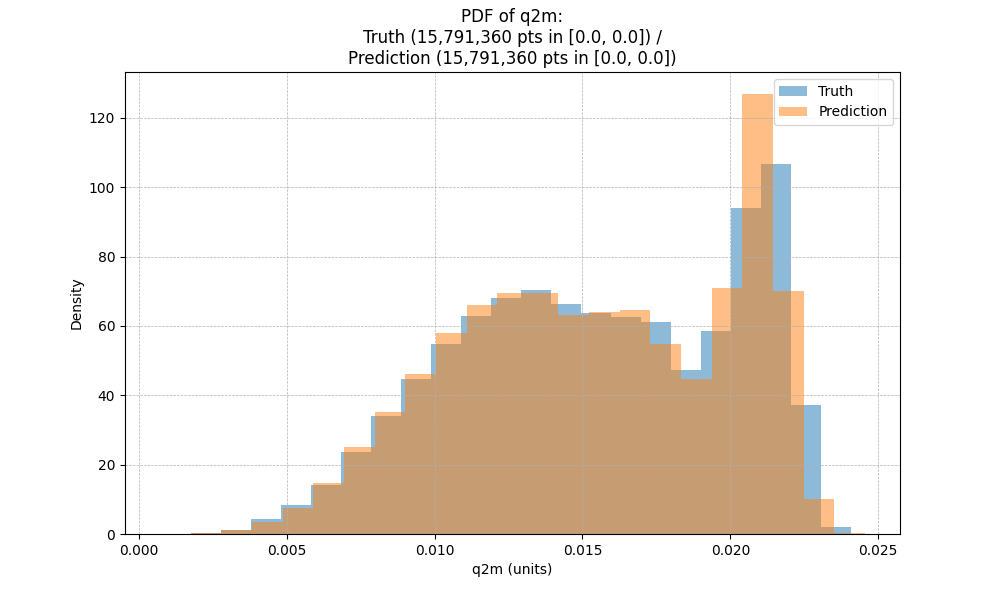 PDF of q2m:
Truth (15,791,360 pts in [0.0, 0.0]) /
Prediction (15,791,360 pts in [0.0, 0.0])
Truth
Prediction
120
100
80
60
40
20
0
Density
0.000 0.005 0.010 0.015 0.020 0.025
q2m (units)